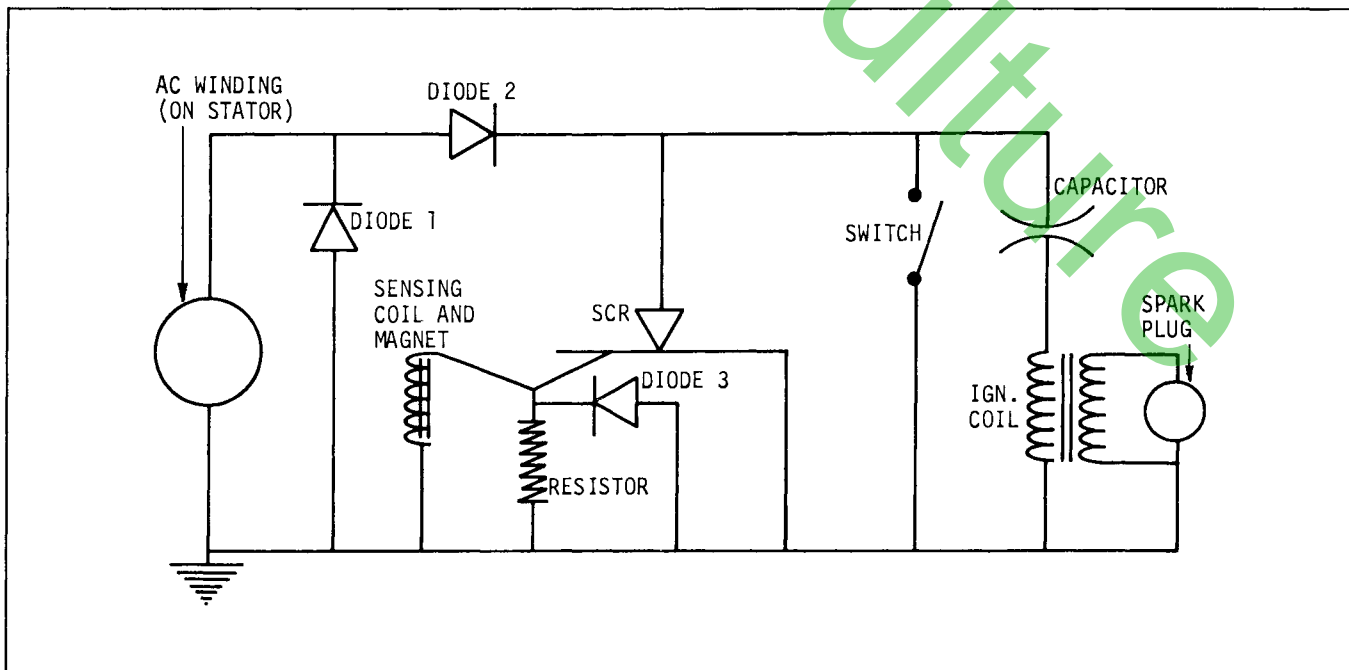 AC WINDING
(ON STATOR)
DIODE 2
DIODE 1
SENSING
COIL AND
MAGNET
SCR
DIODE 3
RESISTOR
SWITCH
CAPACITOR
IGN.
COIL
SPARK
PLUG
ulture